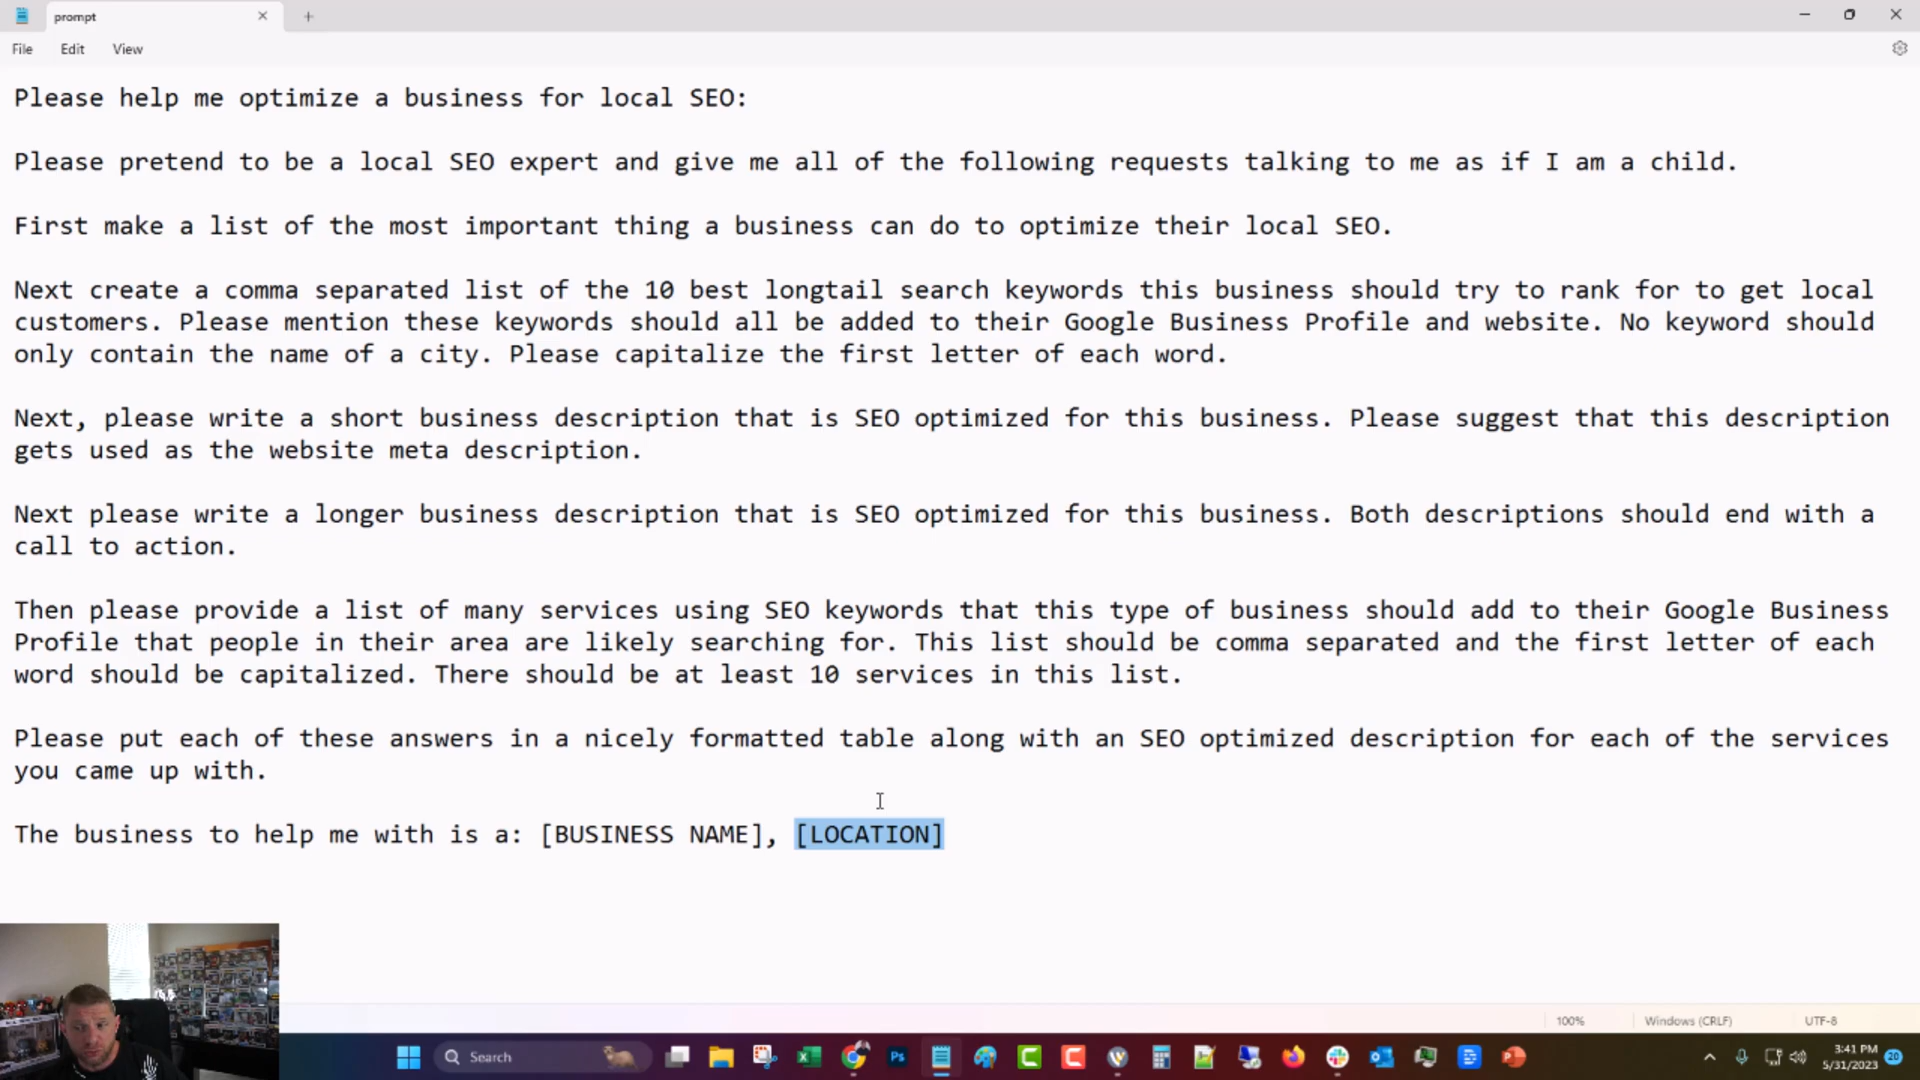 prompt
File Edit View
Please help me optimize a business for local SEO:
Please pretend to be a local SEO expert and give me all of the following requests talking to me as if I am a child.
First make a list of the most important thing a business can do to optimize their local SEO.
Next create a comma separated list of the 10 best longtail search keywords this business should try to rank for to get local
customers. Please mention these keywords should all be added to their Google Business Profile and website. No keyword should
only contain the name of a city. Please capitalize the first letter of each word.
Next, please write a short business description that is SEO optimized for this business. Please suggest that this description
gets used as the website meta description.
Next please write a longer business description that is SEO optimized for this business. Both descriptions should end with a
call to action.
Then please provide a list of many services using SEO keywords that this type of business should add to their Google Business
Profile that people in their area are likely searching for. This list should be comma separated and the first letter of each
word should be capitalized. There should be at least 10 services in this list.
Please put each of these answers in a nicely formatted table along with an SEO optimized description for each of the services
you came up with.
The business to help me with is a: [BUSINESS NAME], [LOCATION]
100% Windows (CRLF) UTF-8
Search
Ps
3:41 PM
5/31/2023
20